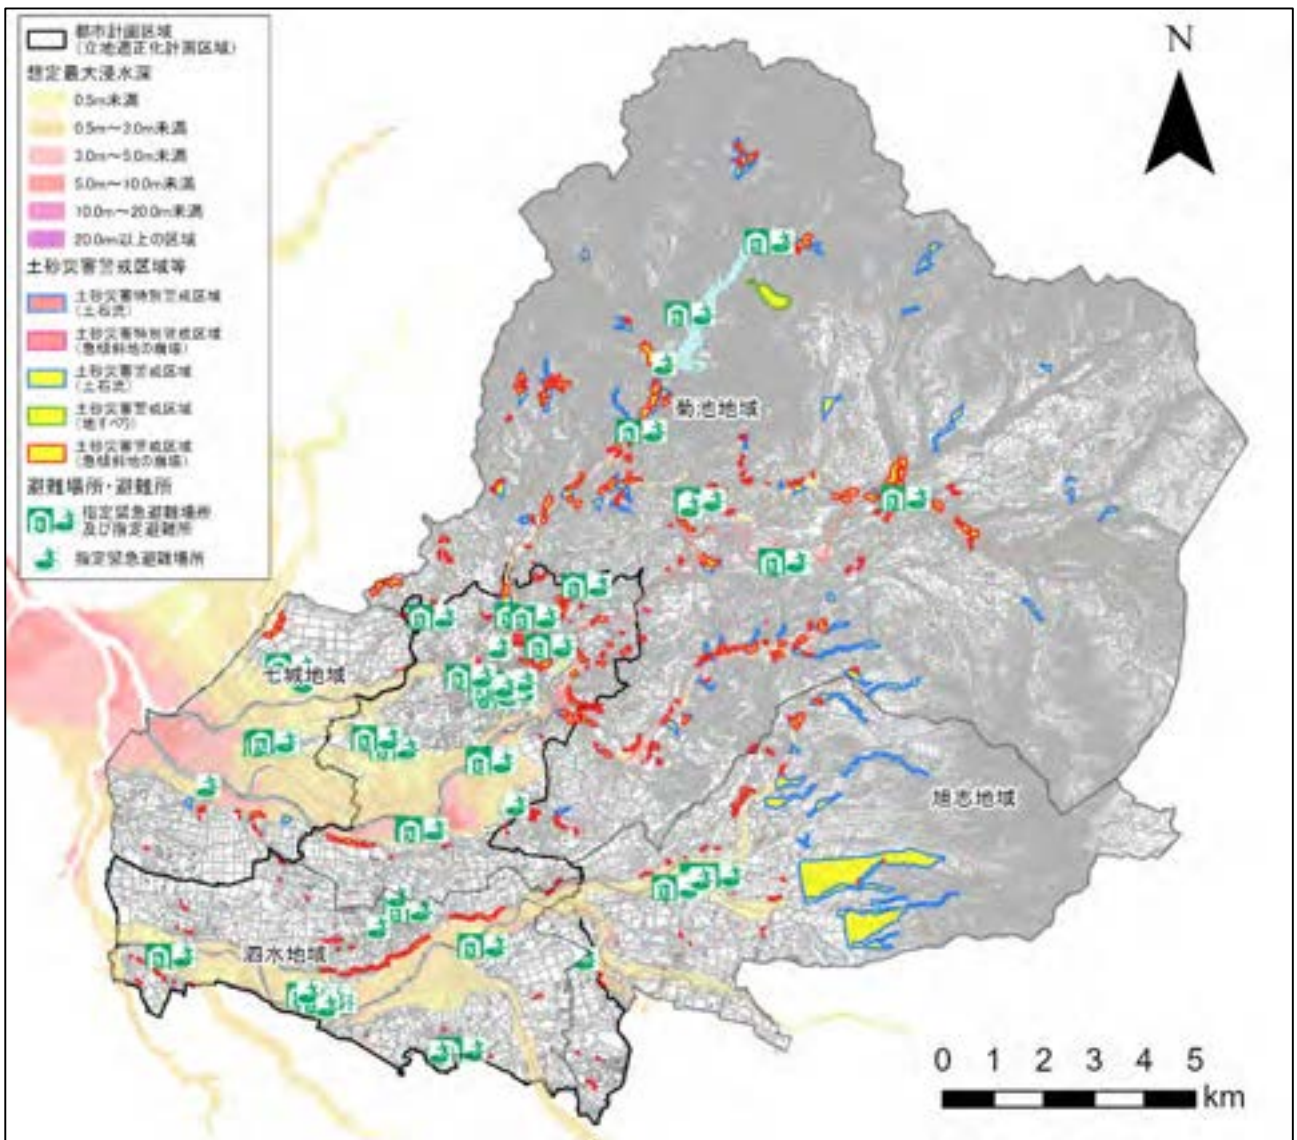 都市計画区域
(立地適正化計画区域)
想定最大浸水深
0.5m未満
0.5m～3.0m未満
3.0m～5.0m未満
5.0m～10.0m未満
10.0m～20.0m未満
20.0m以上の区域
土砂災害警戒区域等
土砂災害特別警戒区域
(土石流)
土砂災害特別警戒区域
(急傾斜地の崩壊)
土砂災害警戒区域
(土石流)
土砂災害警戒区域
(地すべり)
土砂災害警戒区域
(急傾斜地の崩壊)
避難場所・避難所
指定緊急避難場所
及び指定避難所
指定緊急避難場所
N
菊池地域
七城地域
旭志地域
泗水地域
0 1 2 3 4 5
km